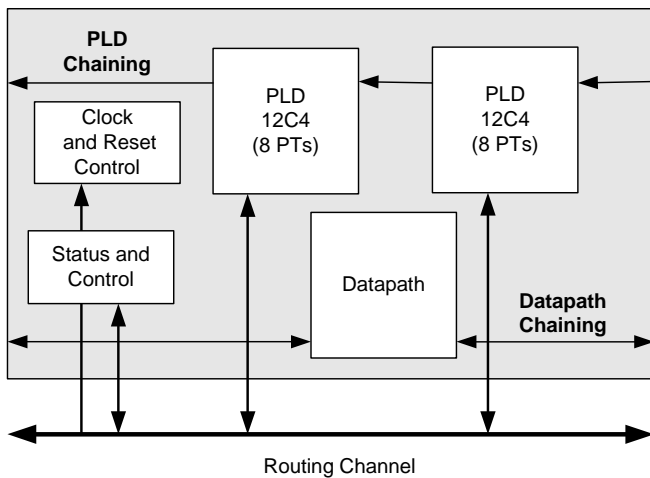 PLD
Chaining
PLD
12C4
(8 PTs)
PLD
12C4
(8 PTs)
Clock
and Reset
Control
Status and
Control
Datapath
Datapath
Chaining
Routing Channel